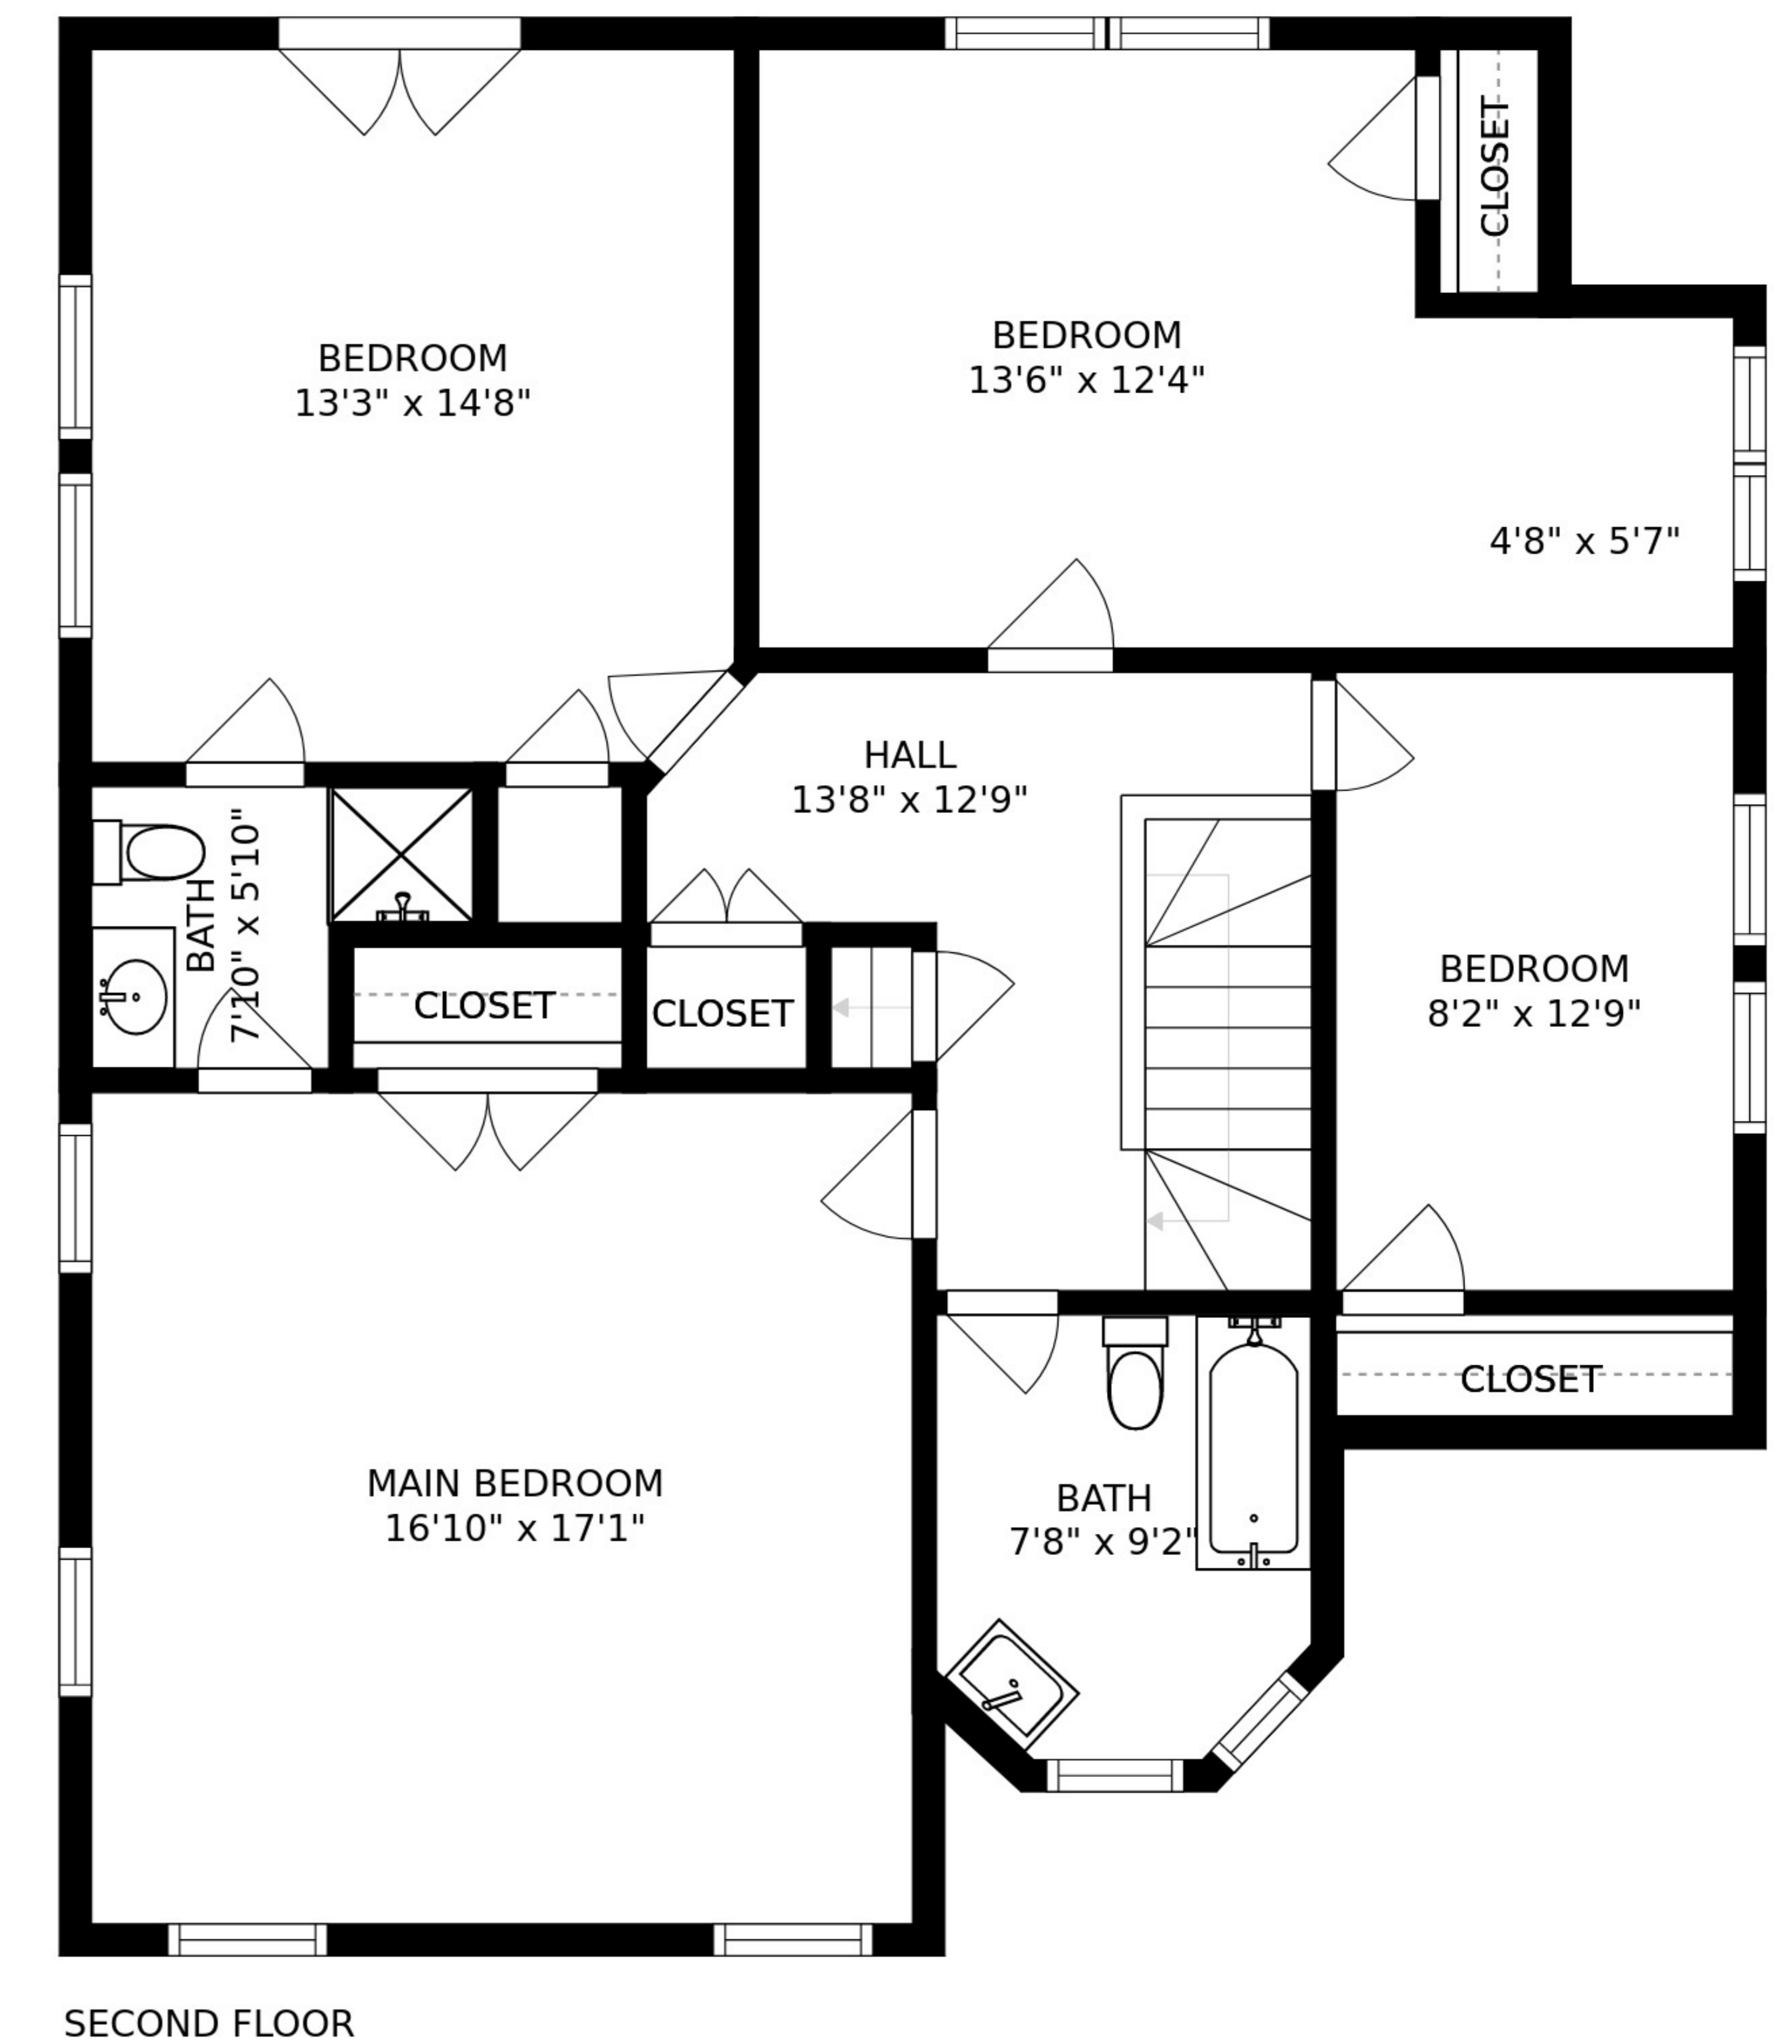 CLOSET
BEDROOM
13'6" x 12'4"
BEDROOM
13'3" x 14'8"
4'8" x 5'7"
HALL
13'8" x 12'9"
BATH
7'10" x 5'10"
BEDROOM
8'2" x 12'9"
CLOSET
CLOSET
CLOSET
MAIN BEDROOM
16'10" x 17'1"
BATH
7'8" x 9'2"
SECOND FLOOR